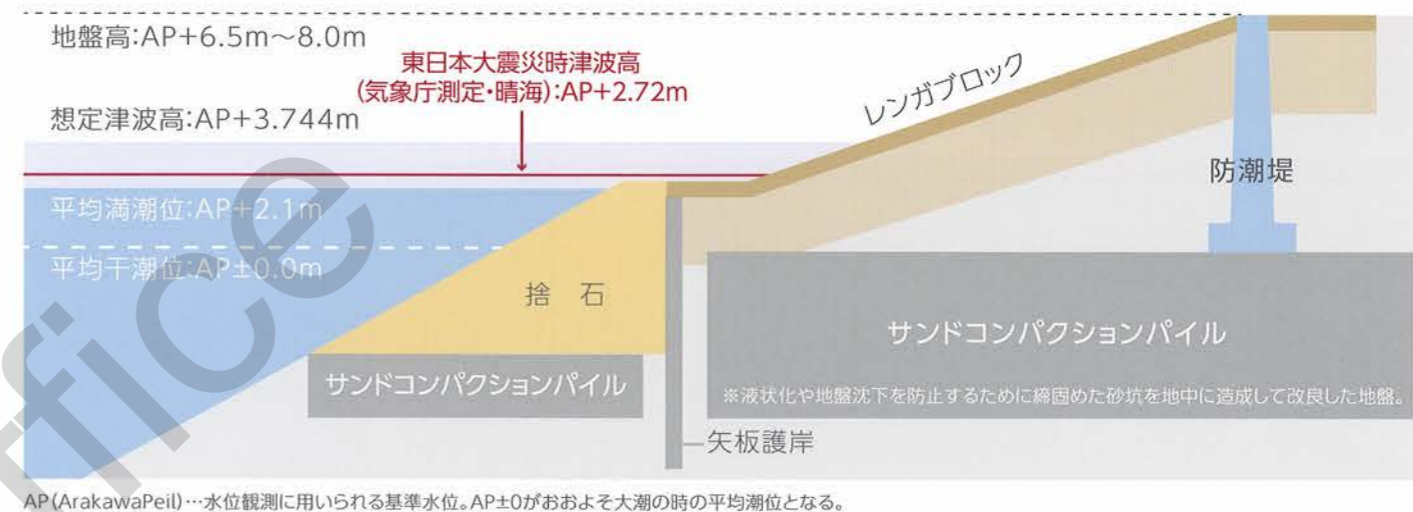 地盤高:AP+6.5m～8.0m
東日本大震災時津波高
(気象庁測定・晴海):AP+2.72m
想定津波高:AP+3.744m
レンガブロック
防潮堤
平均満潮位:AP+2.1m
平均干潮位:AP±0.0m
捨 石
サンドコンパクションパイル
サンドコンパクションパイル
※液状化や地盤沈下を防止するために締固めた砂坑を地中に造成して改良した地盤。
矢板護岸
AP(ArakawaPeil)…水位観測に用いられる基準水位。AP±0がおおよそ大潮の時の平均潮位となる。
ffice